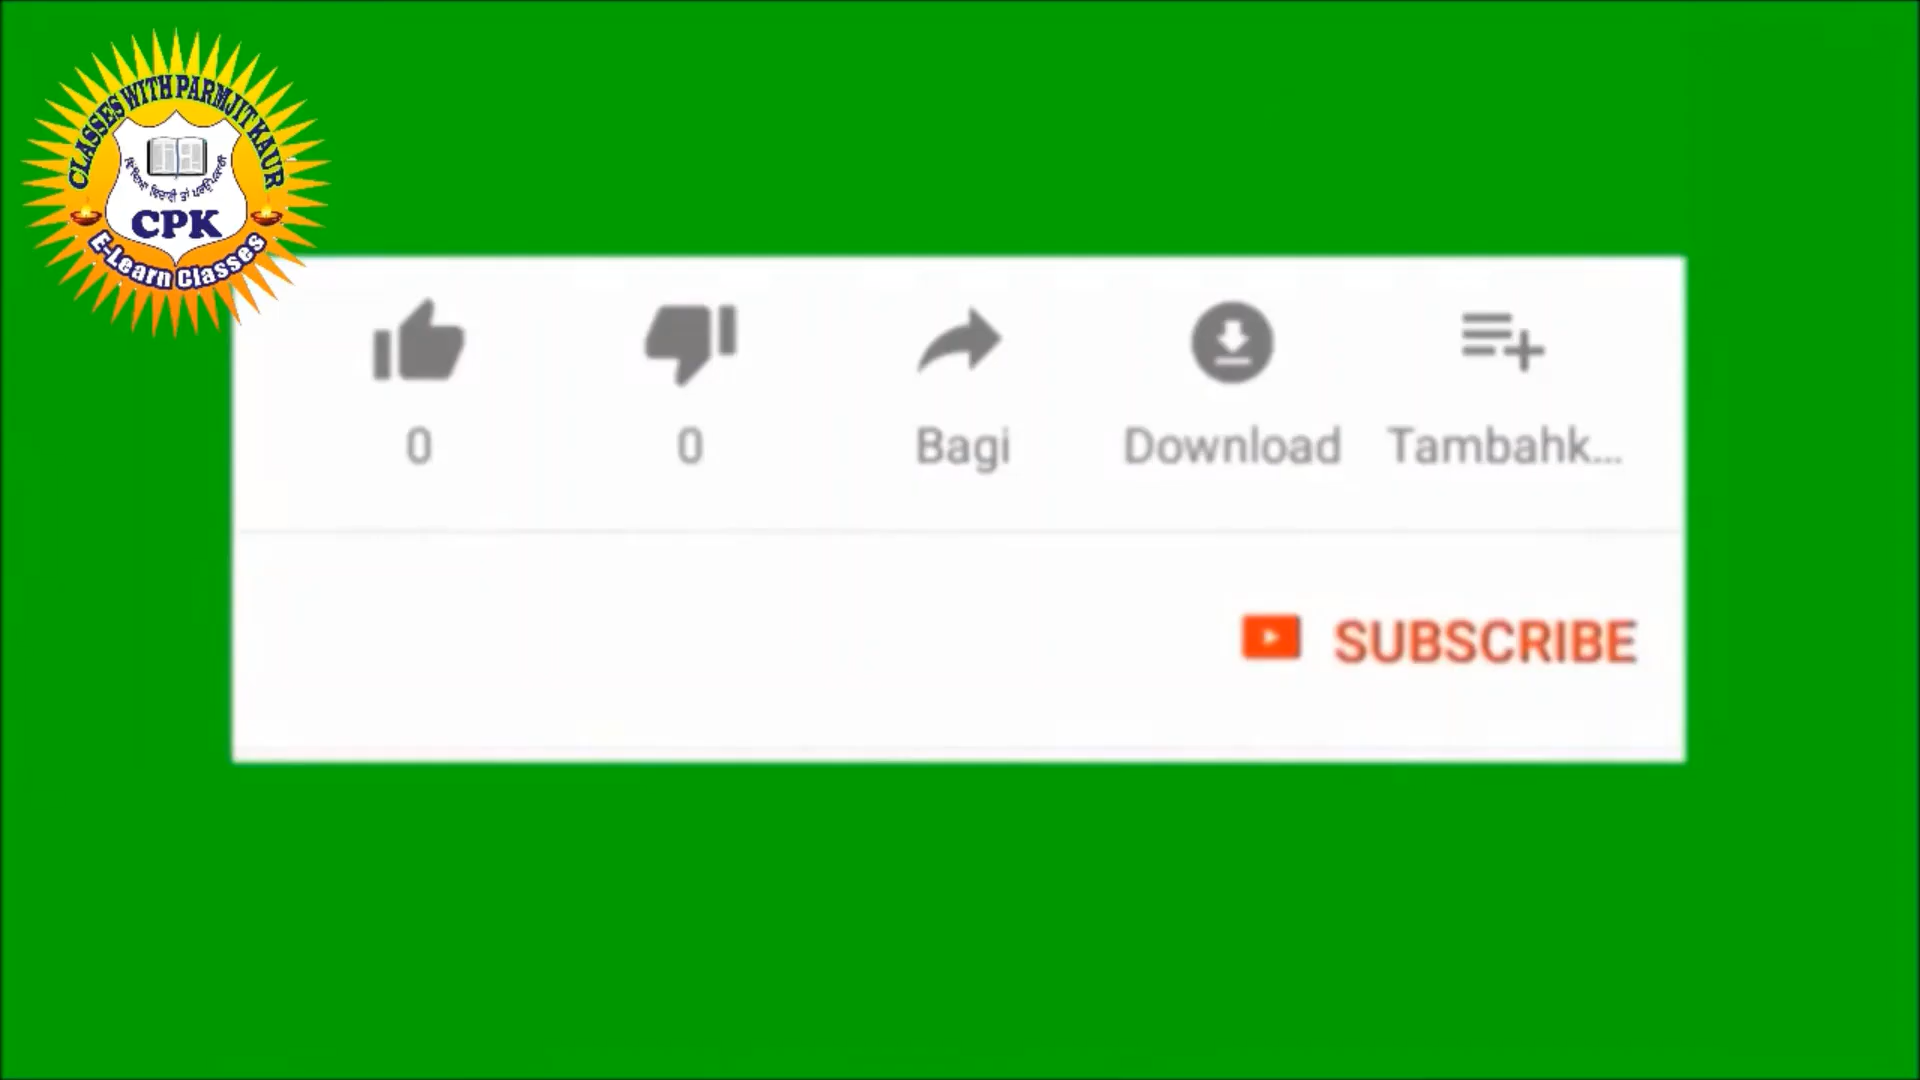 CLASSES WITH PARMJIT KAUR
CPK
E-Learn Classes
0 0 Bagi Download Tambahk...
SUBSCRIBE